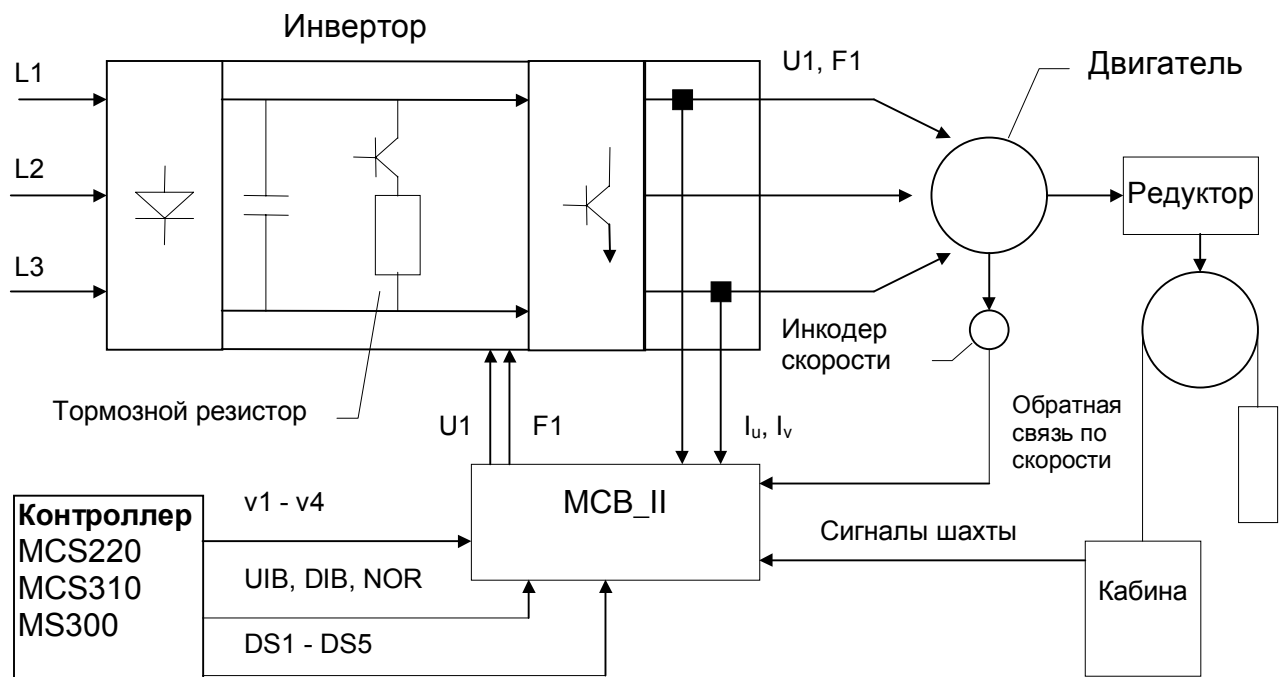 Инвертор
L1
L2
L3
U1, F1
Двигатель
Редуктор
Инкодер
скорости
Тормозной резистор
U1
F1
Iu, Iv
Обратная
связь по
скорости
Контроллер
MCS220
MCS310
MS300
v1 - v4
UIB, DIB, NOR
DS1 - DS5
MCB_II
Сигналы шахты
Кабина